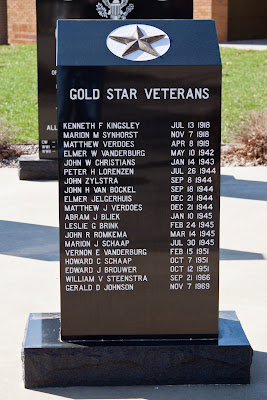 GOLD STAR VETERANS
KENNETH F KINGSLEY JUL 13 1918
MARION M SYNHORST NOV 7 1918
MATTHEW VERDOES APR 8 1919
ELMER W VANDERBURG MAY 10 1942
JOHN W CHRISTIANS JAN 14 1943
PETER H LORENZEN JUL 26 1944
JOHN ZYLSTRA SEP 8 1944
JOHN H VAN BOCKEL SEP 18 1944
ELMER JELGERHUIS DEC 21 1944
MATTHEW J VERDOES DEC 21 1944
ABRAM J BLIEK JAN 10 1945
LESLIE G BRINK FEB 24 1945
JOHN R ROMKEMA MAR 14 1945
MARION J SCHAAP JUL 30 1945
VERNON E VANDERBURG FEB 15 1951
HOWARD C SCHAAP OCT 7 1951
EDWARD J BROUWER OCT 12 1951
WILLIAM V STEENSTRA SEP 21 1966
GERALD D JOHNSON NOV 7 1969